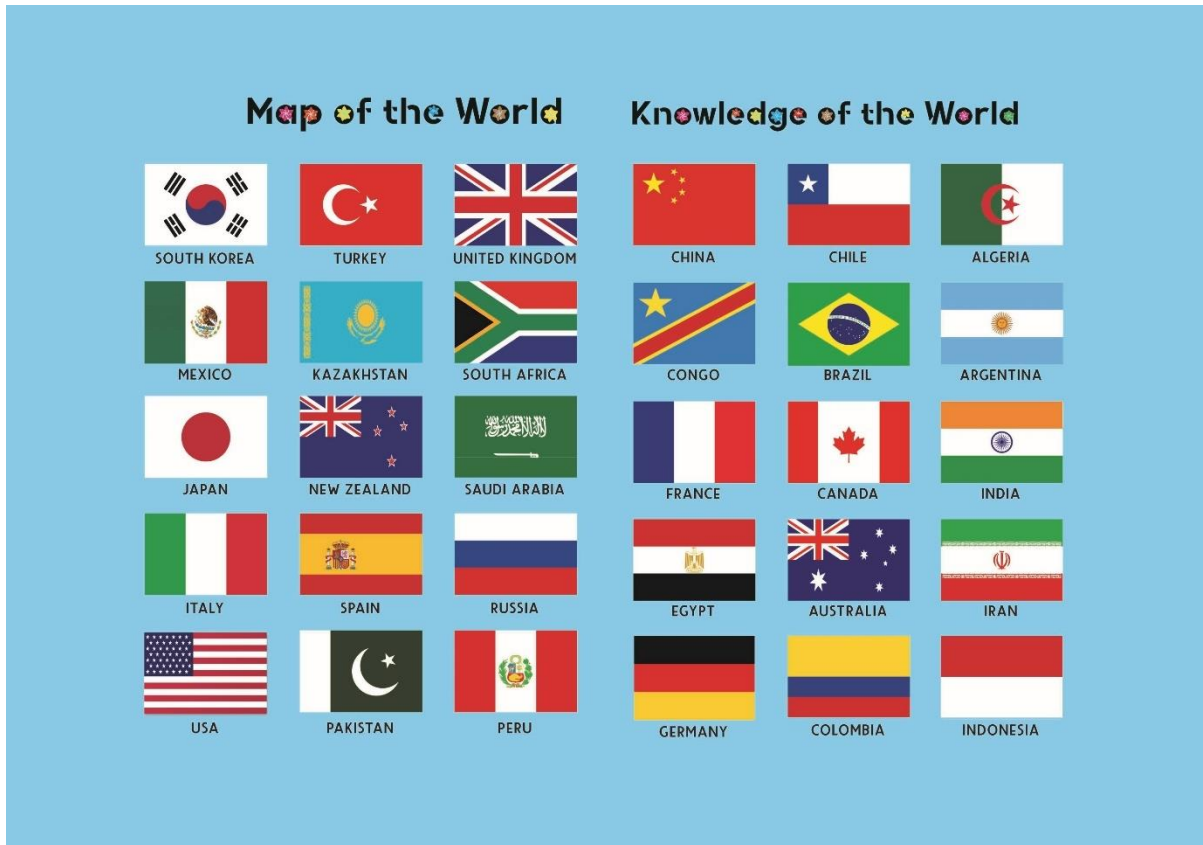 Map of the World
Knowledge of the World
SOUTH KOREA
TURKEY
UNITED KINGDOM
CHINA
CHILE
ALGERIA
MEXICO
KAZAKHSTAN
SOUTH AFRICA
CONGO
BRAZIL
ARGENTINA
JAPAN
NEW ZEALAND
SAUDI ARABIA
FRANCE
CANADA
INDIA
ITALY
SPAIN
RUSSIA
EGYPT
AUSTRALIA
IRAN
USA
PAKISTAN
PERU
GERMANY
COLOMBIA
INDONESIA